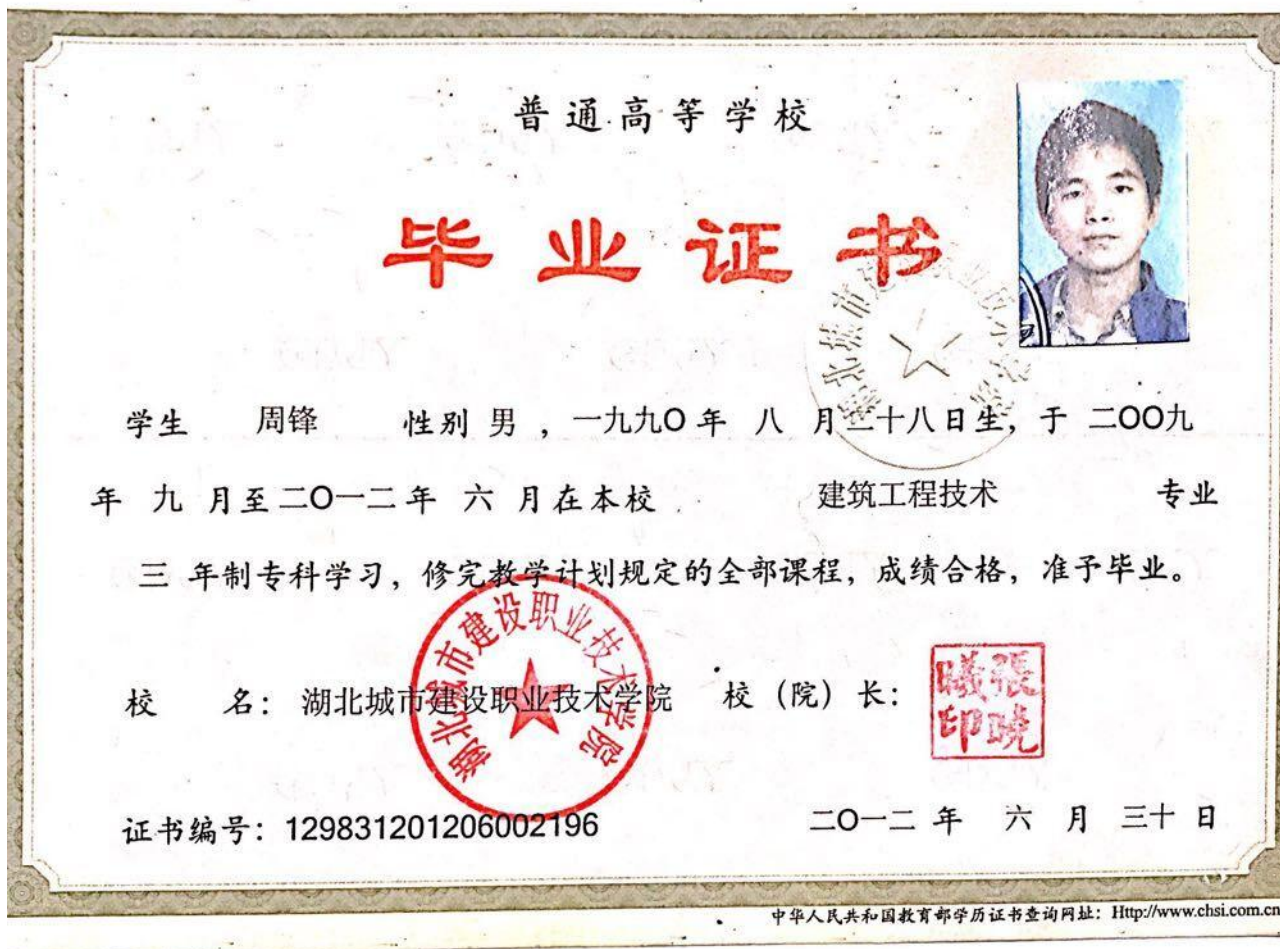 普通高等学校
毕业证书
学生 周锋 性别 男 ，一九九〇年 八 月二十八日生，于 二〇〇九
年 九 月至二〇一二年 六 月在本校 建筑工程技术 专业
三 年制专科学习，修完教学计划规定的全部课程，成绩合格，准予毕业。
湖北城市建设职业技术学院
校 名：湖北城市建设职业技术学院 校（院）长：
張曉曦印
证书编号：129831201206002196 二〇一二 年 六 月 三十 日
中华人民共和国教育部学历证书查询网址：Http://www.chsi.com.cn